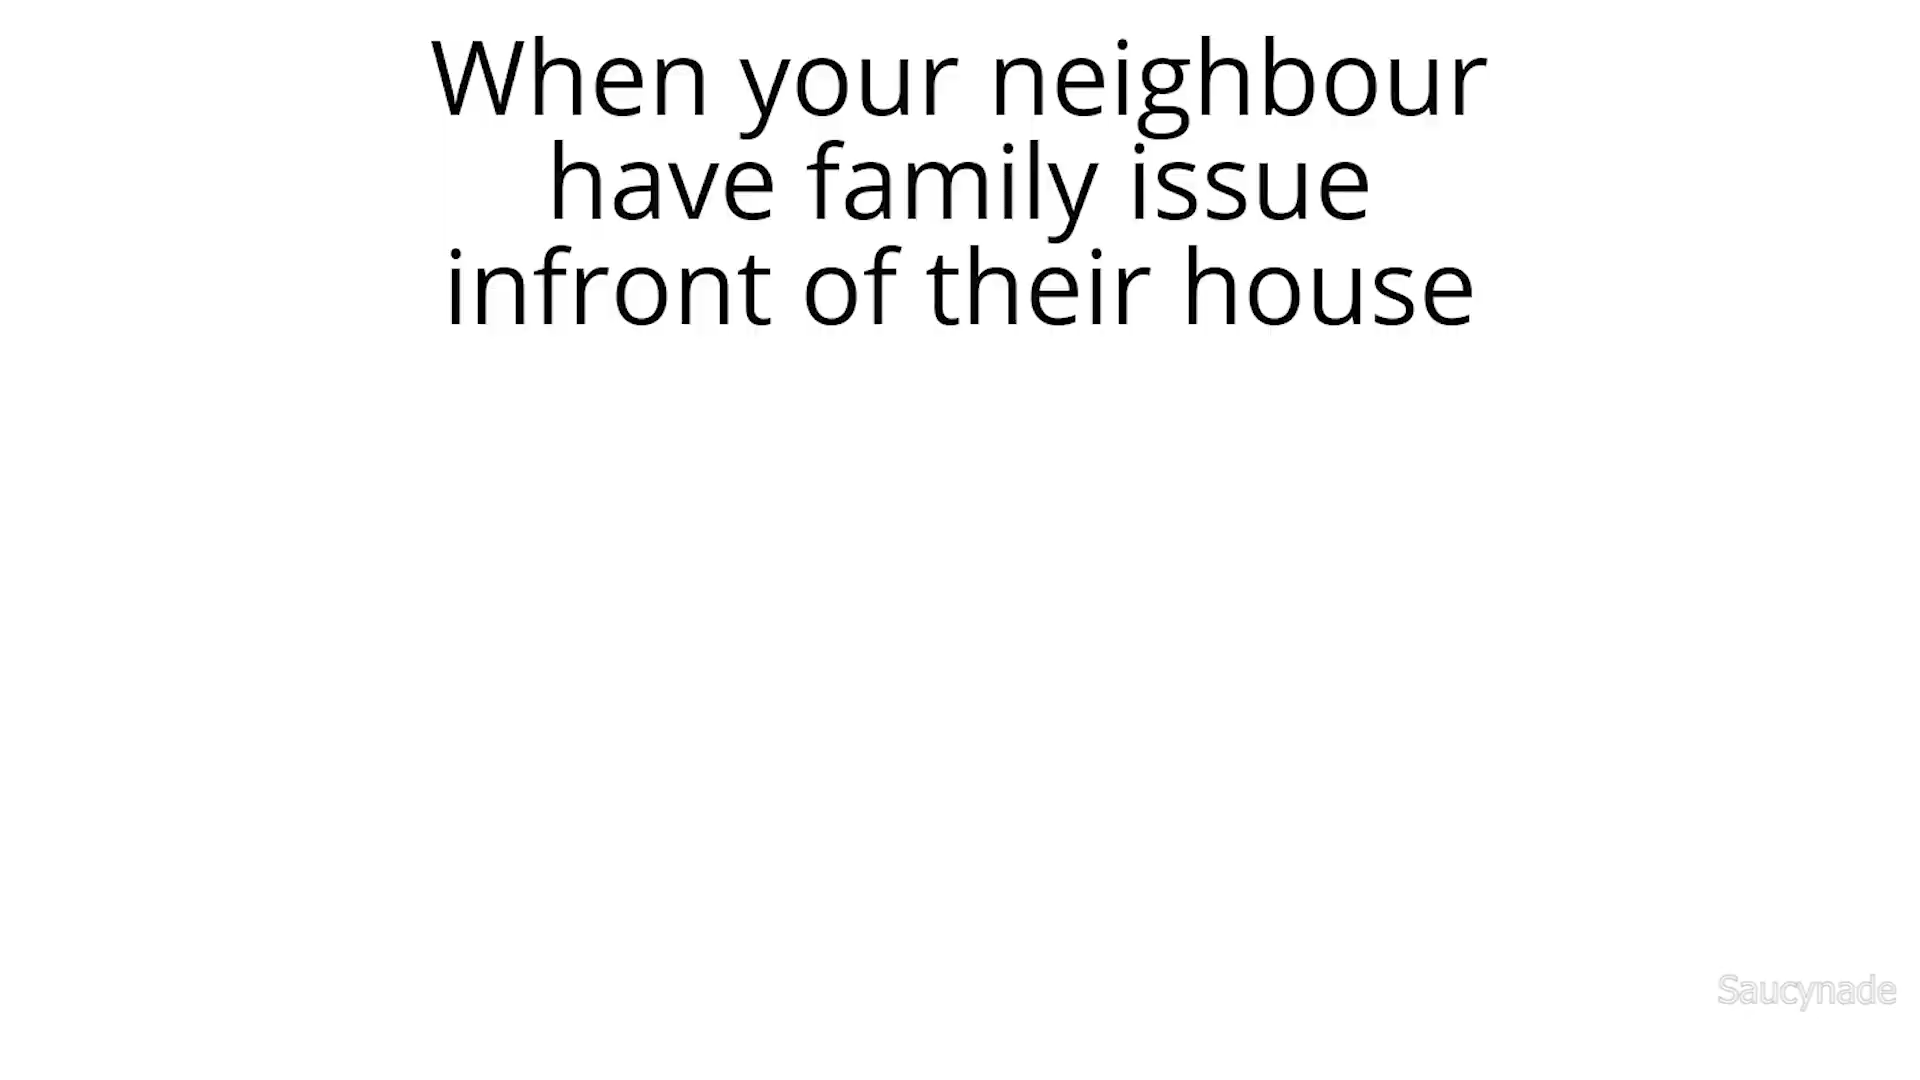 When your neighbour
have family issue
infront of their house
Saucynade